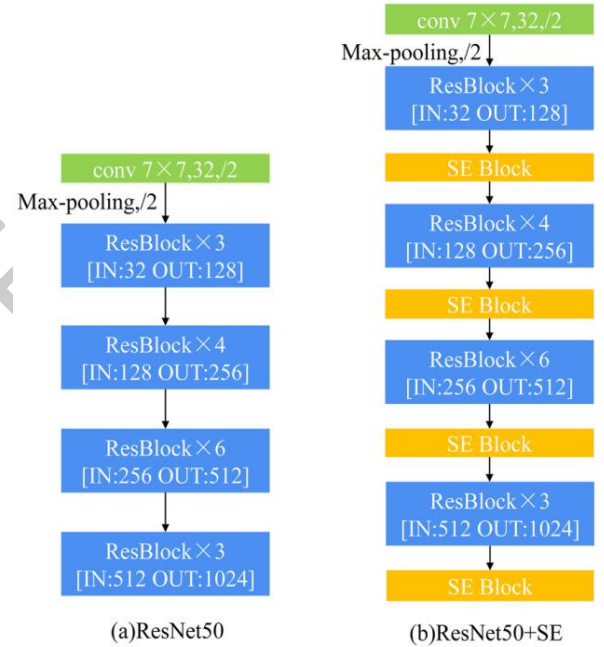 conv 7×7,32,/2
Max-pooling,/2
ResBlock×3
[IN:32 OUT:128]
ResBlock×4
[IN:128 OUT:256]
ResBlock×6
[IN:256 OUT:512]
ResBlock×3
[IN:512 OUT:1024]
(a)ResNet50
conv 7×7,32,/2
Max-pooling,/2
ResBlock×3
[IN:32 OUT:128]
SE Block
ResBlock×4
[IN:128 OUT:256]
SE Block
ResBlock×6
[IN:256 OUT:512]
SE Block
ResBlock×3
[IN:512 OUT:1024]
SE Block
(b)ResNet50+SE